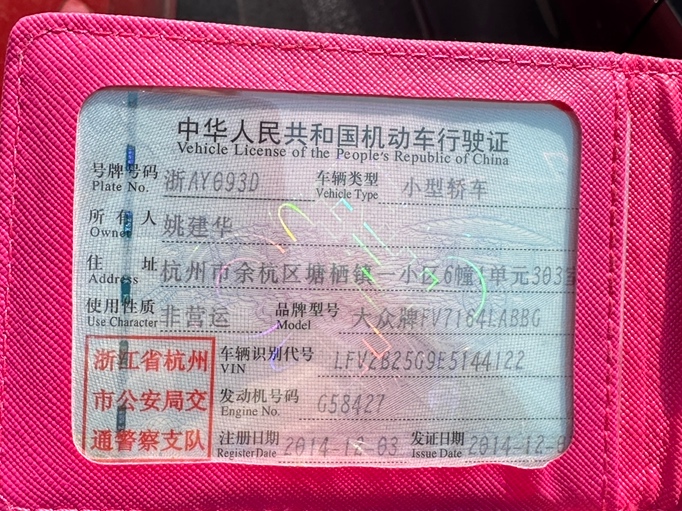 中华人民共和国机动车行驶证
Vehicle License of the People's Republic of China
号牌号码 浙AY693D 车辆类型 小型轿车
Plate No. Vehicle Type
所有人 姚建华
Owner
住址 杭州市余杭区塘栖镇一小区6幢1单元303室
Address
使用性质 非营运 品牌型号 大众牌FV7164LABBG
Use Character Model
浙江省杭州
市公安局交
通警察支队
车辆识别代号 LFV2B25G9E5144122
VIN
发动机号码 G58427
Engine No.
注册日期 2014-12-03 发证日期 2014-12-0
Register Date Issue Date